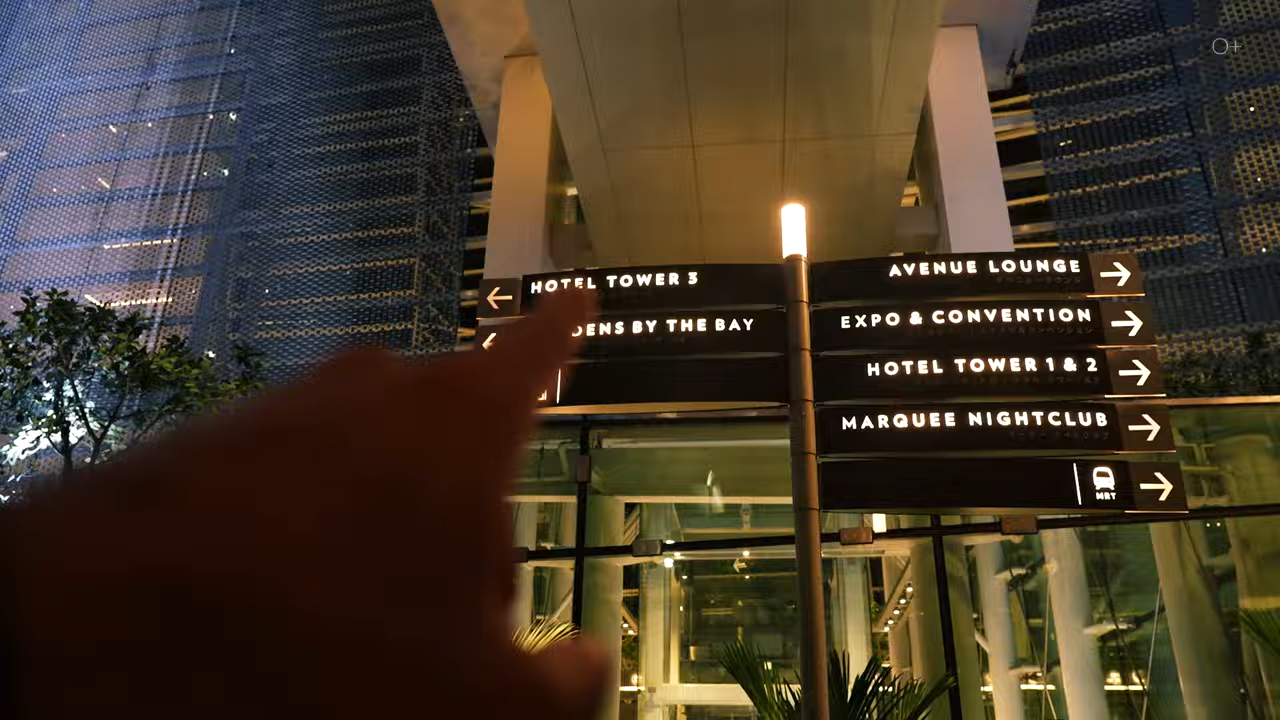 HOTEL TOWER 3
DENS BY THE BAY
AVENUE LOUNGE
EXPO & CONVENTION
HOTEL TOWER 1 & 2
MARQUEE NIGHTCLUB
MRT
O+